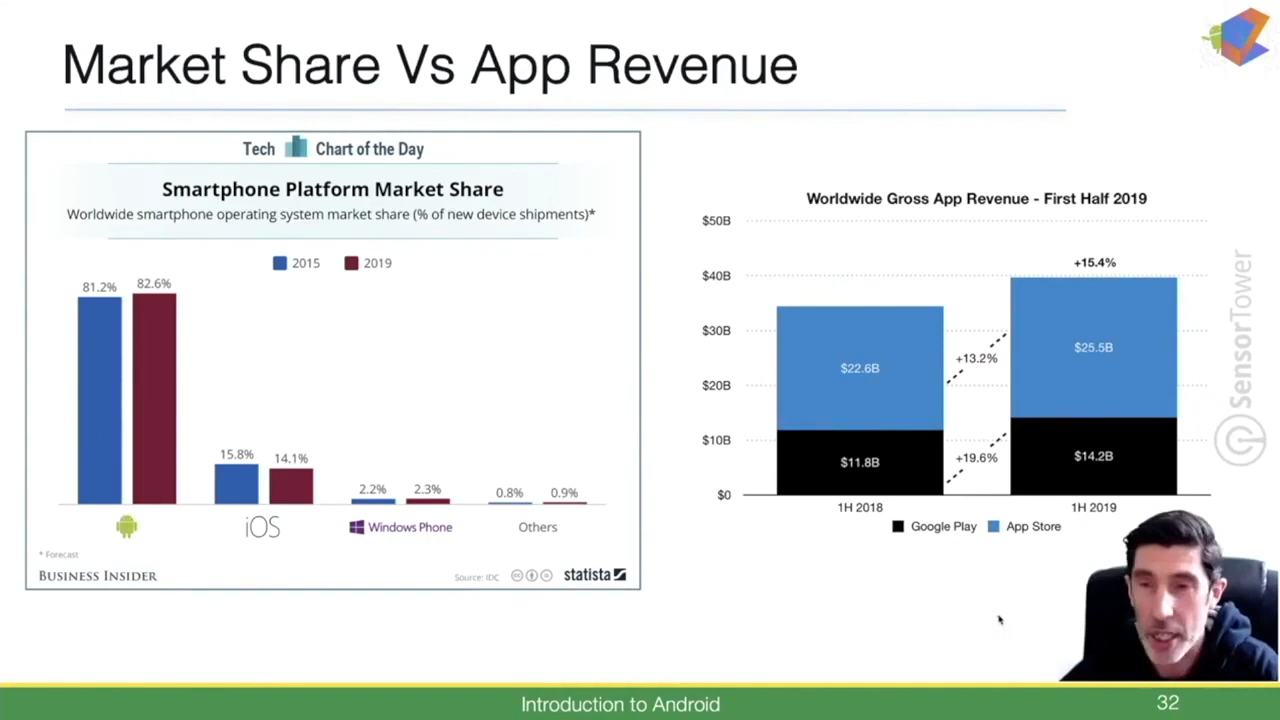 Market Share Vs App Revenue
Tech Chart of the Day
Smartphone Platform Market Share
Worldwide smartphone operating system market share (% of new device shipments)*
2015 2019
81.2% 82.6%
15.8% 14.1%
2.2% 2.3%
0.8% 0.9%
iOS Windows Phone Others
* Forecast
BUSINESS INSIDER
Source: IDC
statista
Worldwide Gross App Revenue - First Half 2019
$50B
$40B
$30B
$20B
$10B
$0
+15.4%
$22.6B
+13.2%
$25.5B
$11.8B
+19.6%
$14.2B
1H 2018 1H 2019
Google Play App Store
SensorTower
Introduction to Android
32